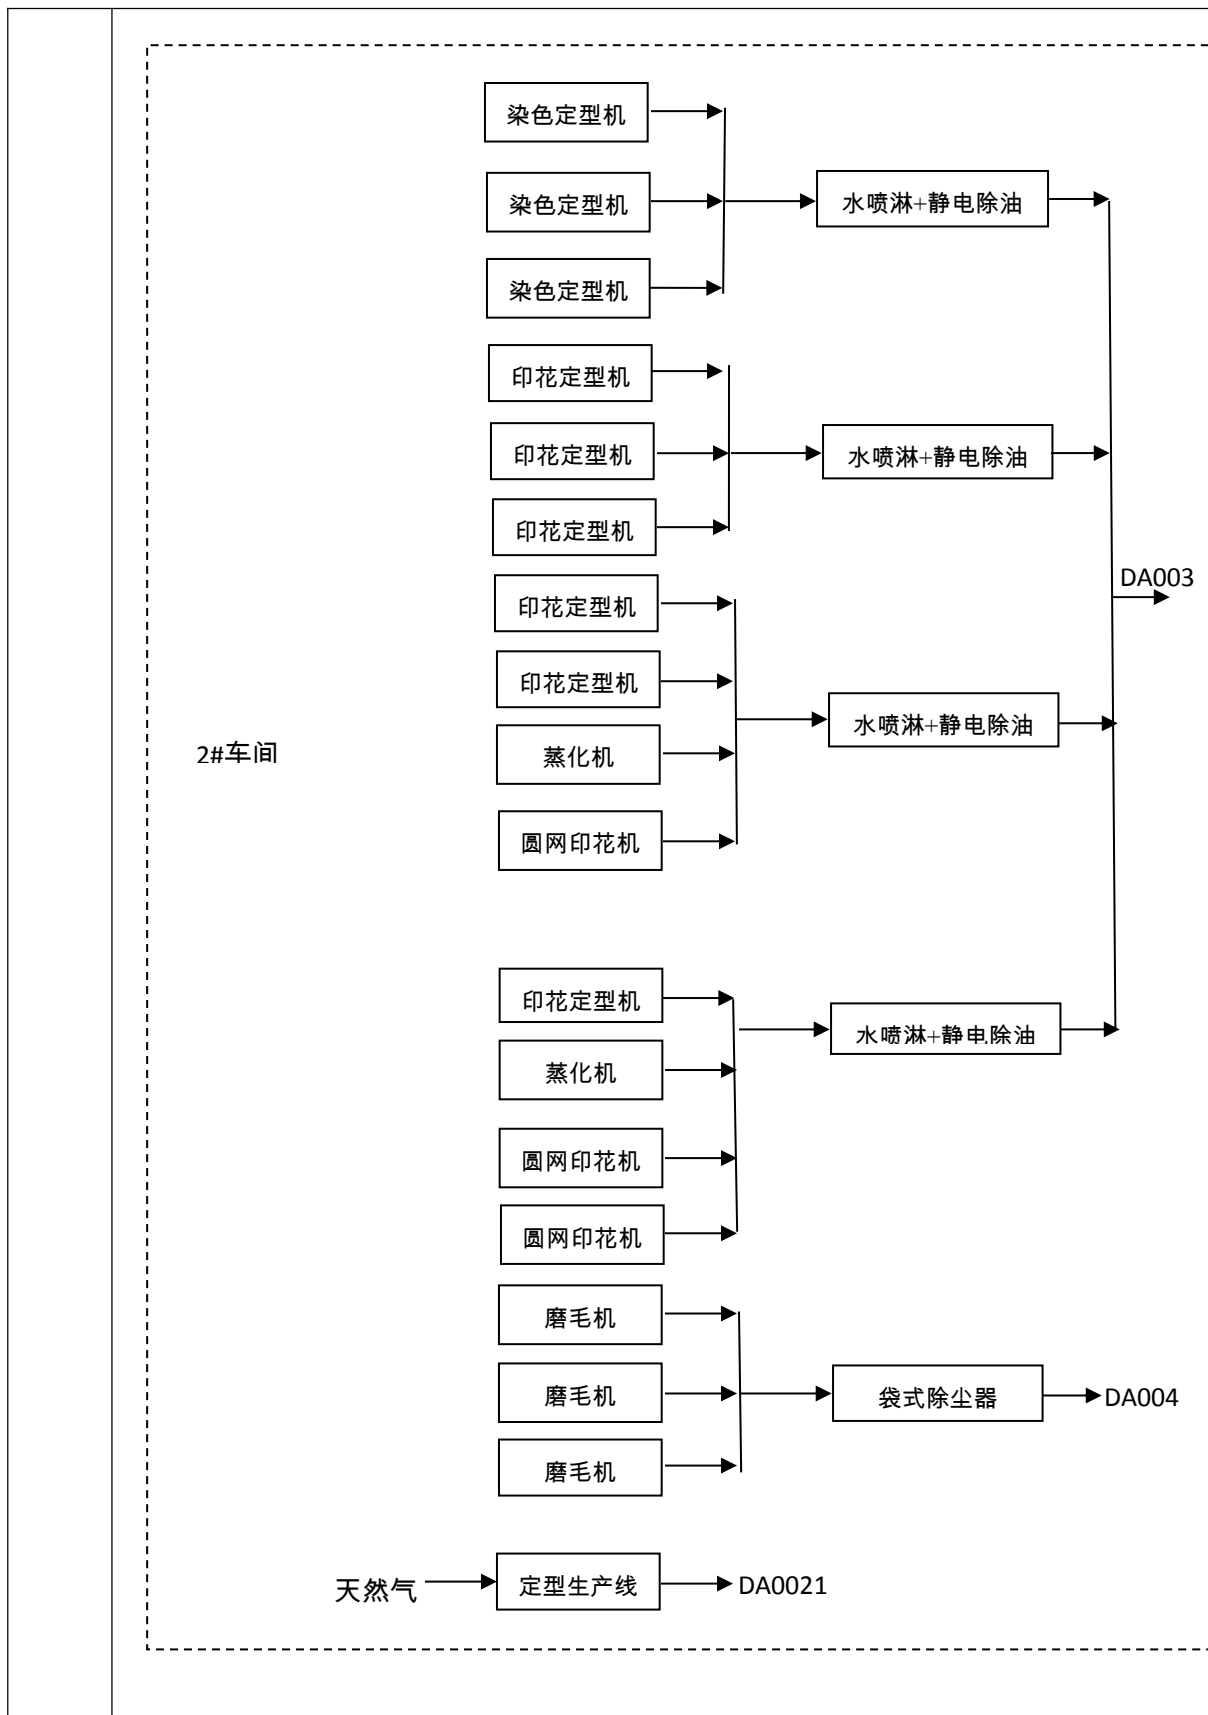 染色定型机
染色定型机
水喷淋+静电除油
染色定型机
印花定型机
印花定型机
水喷淋+静电除油
印花定型机
DA003
印花定型机
印花定型机
水喷淋+静电除油
2#车间
蒸化机
圆网印花机
印花定型机
水喷淋+静电除油
蒸化机
圆网印花机
圆网印花机
磨毛机
磨毛机
袋式除尘器
DA004
磨毛机
天然气
定型生产线
DA0021